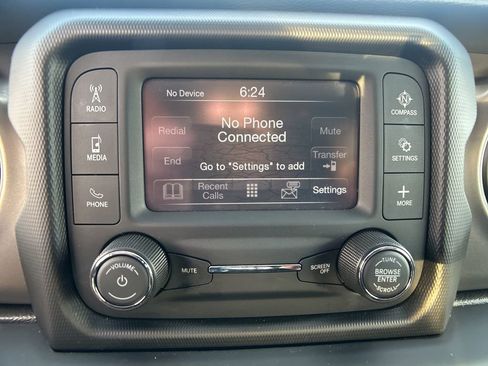 RADIO
MEDIA
PHONE
No Device
6:24
No Phone
Connected
Redial
Mute
End
Transfer
Go to "Settings" to add
Recent
Calls
Settings
COMPASS
SETTINGS
MORE
VOLUME
MUTE
SCREEN
OFF
TUNE
BROWSE
ENTER
SCROLL